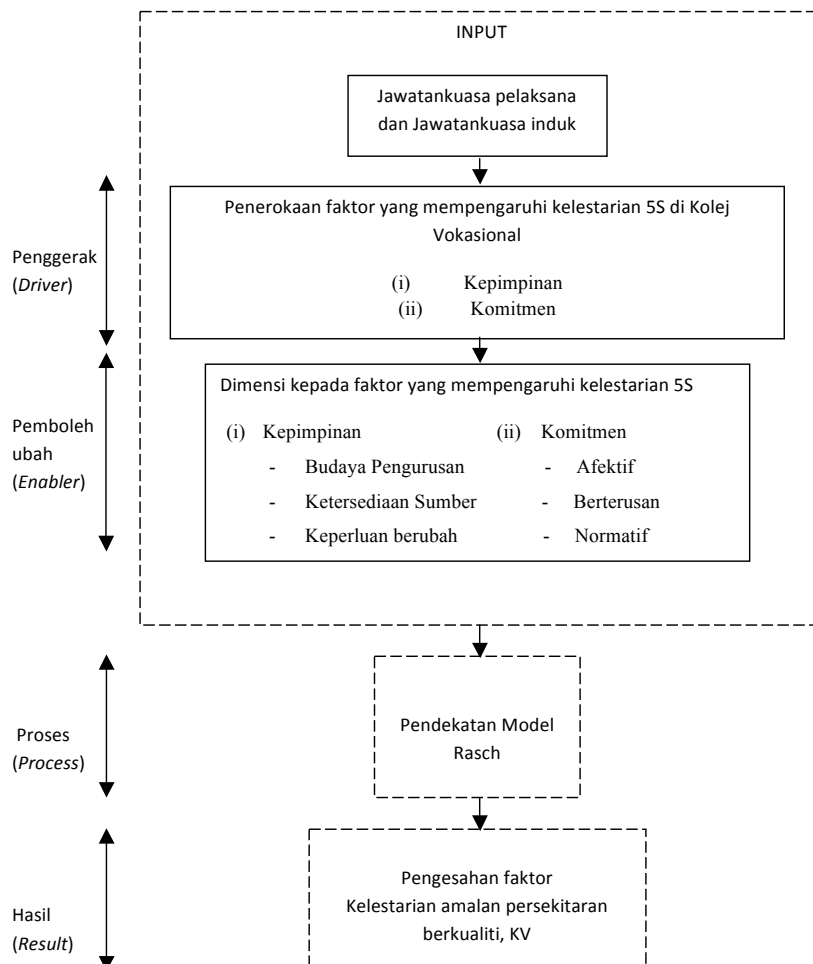 INPUT
Jawatankuasa pelaksana
dan Jawatankuasa induk
Penggerak
(Driver)
Penerokaan faktor yang mempengaruhi kelestarian 5S di Kolej
Vokasional
(i) Kepimpinan
(ii) Komitmen
Pemboleh
ubah
(Enabler)
Dimensi kepada faktor yang mempengaruhi kelestarian 5S
(i) Kepimpinan (ii) Komitmen
- Budaya Pengurusan - Afektif
- Ketersediaan Sumber - Berterusan
- Keperluan berubah - Normatif
Proses
(Process)
Pendekatan Model
Rasch
Hasil
(Result)
Pengesahan faktor
Kelestarian amalan persekitaran
berkualiti, KV